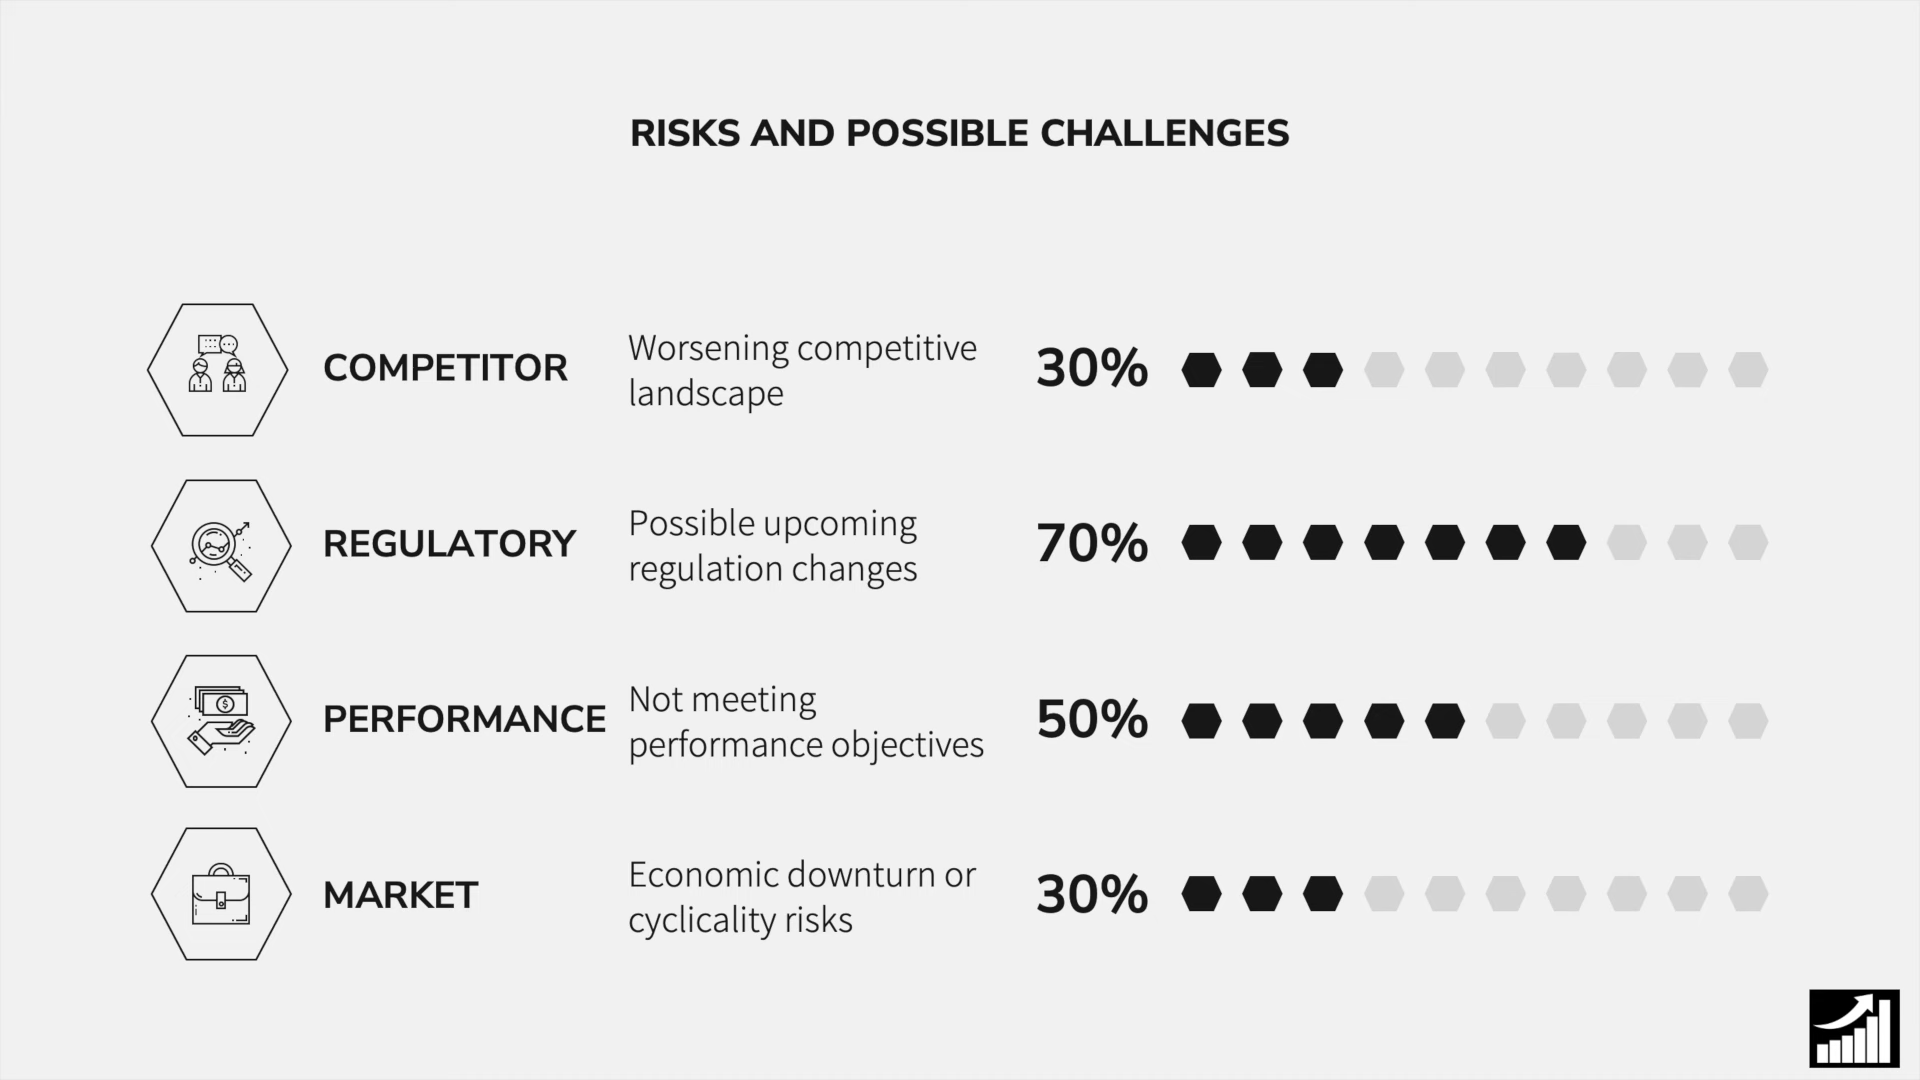 RISKS AND POSSIBLE CHALLENGES
COMPETITOR
Worsening competitive
landscape
30%
REGULATORY
Possible upcoming
regulation changes
70%
PERFORMANCE
Not meeting
performance objectives
50%
MARKET
Economic downturn or
cyclicality risks
30%